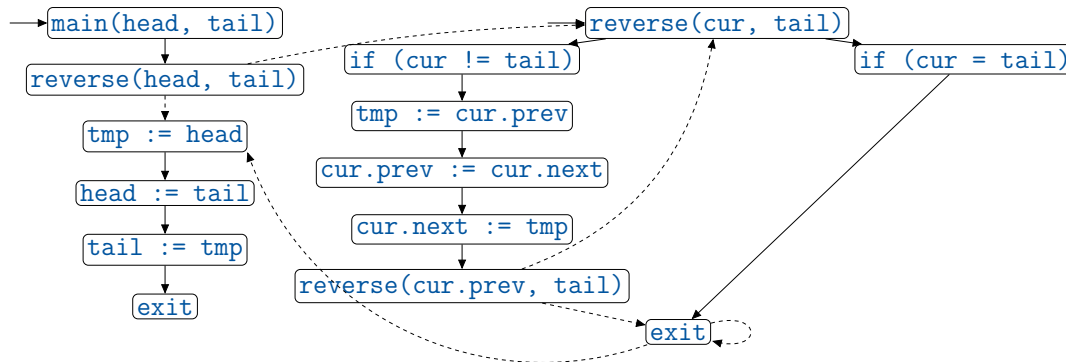 main(head, tail)
reverse(head, tail)
tmp := head
head := tail
tail := tmp
exit
reverse(cur, tail)
if (cur != tail)
tmp := cur.prev
cur.prev := cur.next
cur.next := tmp
reverse(cur.prev, tail)
if (cur = tail)
exit